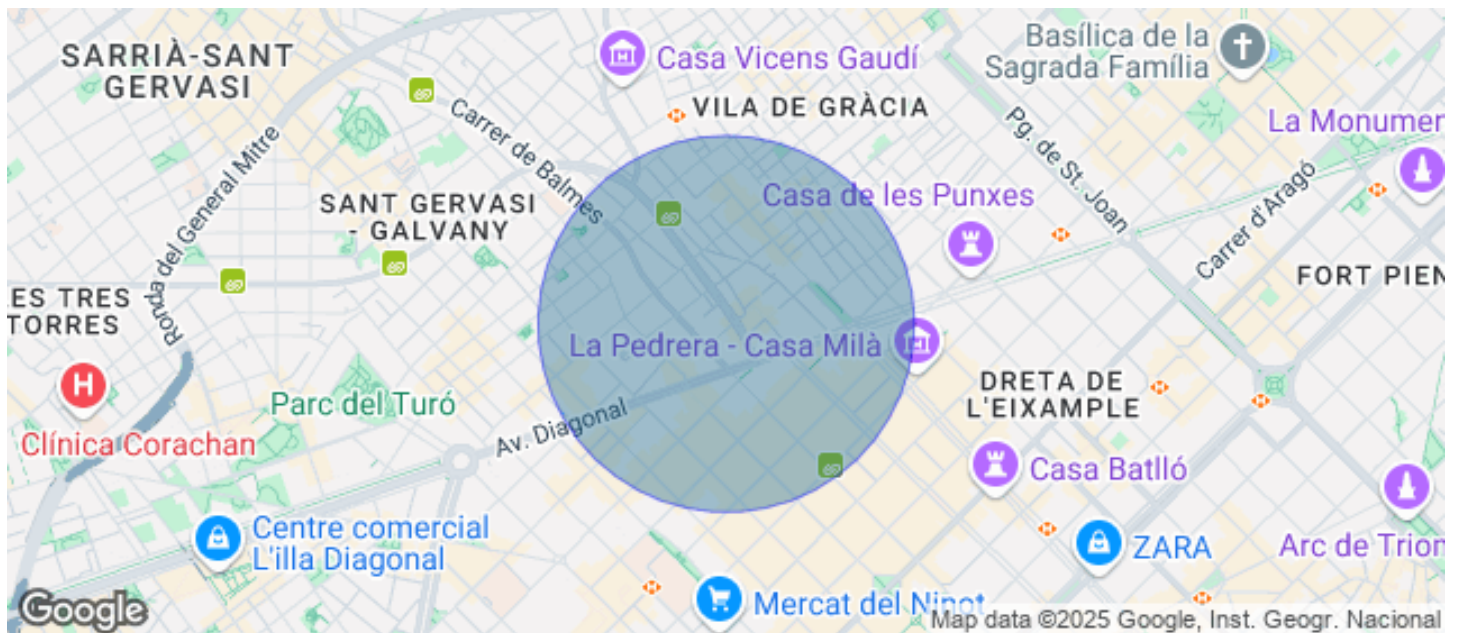 SARRIÀ-SANT
GERVASI
Casa Vicens Gaudí
Basílica de la
Sagrada Família
VILA DE GRÀCIA
La Monumen
Carrer de Balmes
Pg. de St. Joan
Ronda del General Mitre
SANT GERVASI
- GALVANY
Casa de les Punxes
Carrer d'Aragó
FORT PIEN
ES TRES
TORRES
La Pedrera - Casa Milà
DRETA DE
L'EIXAMPLE
Parc del Turó
Av. Diagonal
Clínica Corachan
Casa Batlló
Centre comercial
L'illa Diagonal
ZARA
Arc de Trion
Mercat del Ninot
Google
Map data ©2025 Google, Inst. Geogr. Nacional